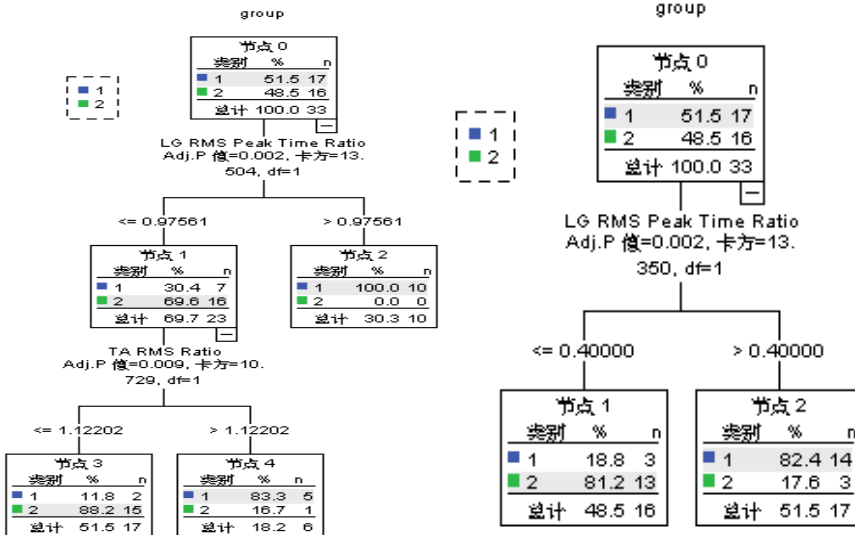 group
节点 0
类别 % n
1 51.5 17
2 48.5 16
总计 100.0 33
1
2
LG RMS Peak Time Ratio
Adj.P 值=0.002, 卡方=13.
504, df=1
<= 0.97561
> 0.97561
节点 1
类别 % n
1 30.4 7
2 69.6 16
总计 69.7 23
节点 2
类别 % n
1 100.0 10
2 0.0 0
总计 30.3 10
TA RMS Ratio
Adj.P 值=0.009, 卡方=10.
729, df=1
<= 1.12202
> 1.12202
节点 3
类别 % n
1 11.8 2
2 88.2 15
总计 51.5 17
节点 4
类别 % n
1 83.3 5
2 16.7 1
总计 18.2 6
group
节点 0
类别 % n
1 51.5 17
2 48.5 16
总计 100.0 33
1
2
LG RMS Peak Time Ratio
Adj.P 值=0.002, 卡方=13.
350, df=1
<= 0.40000
> 0.40000
节点 1
类别 % n
1 18.8 3
2 81.2 13
总计 48.5 16
节点 2
类别 % n
1 82.4 14
2 17.6 3
总计 51.5 17